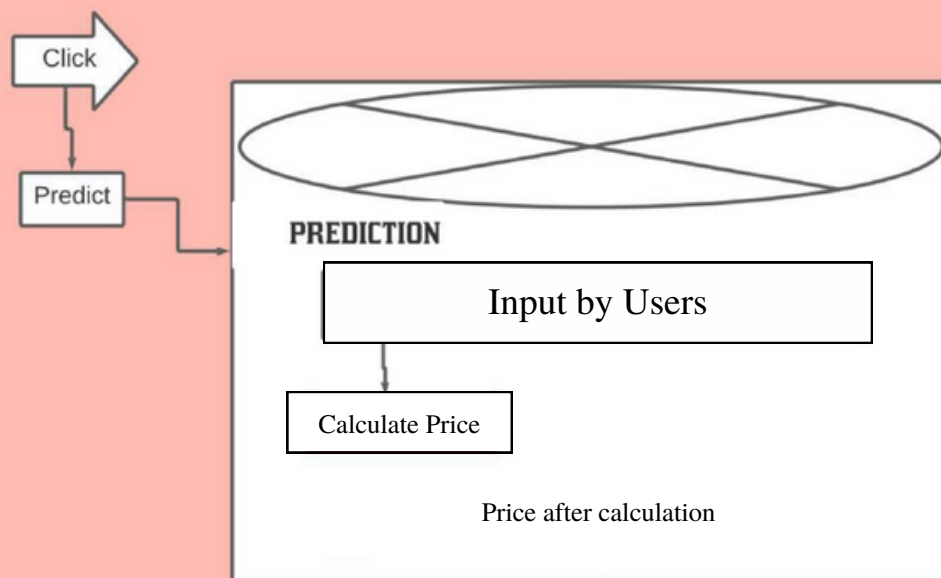 Click
Predict
PREDICTION
Input by Users
Calculate Price
Price after calculation